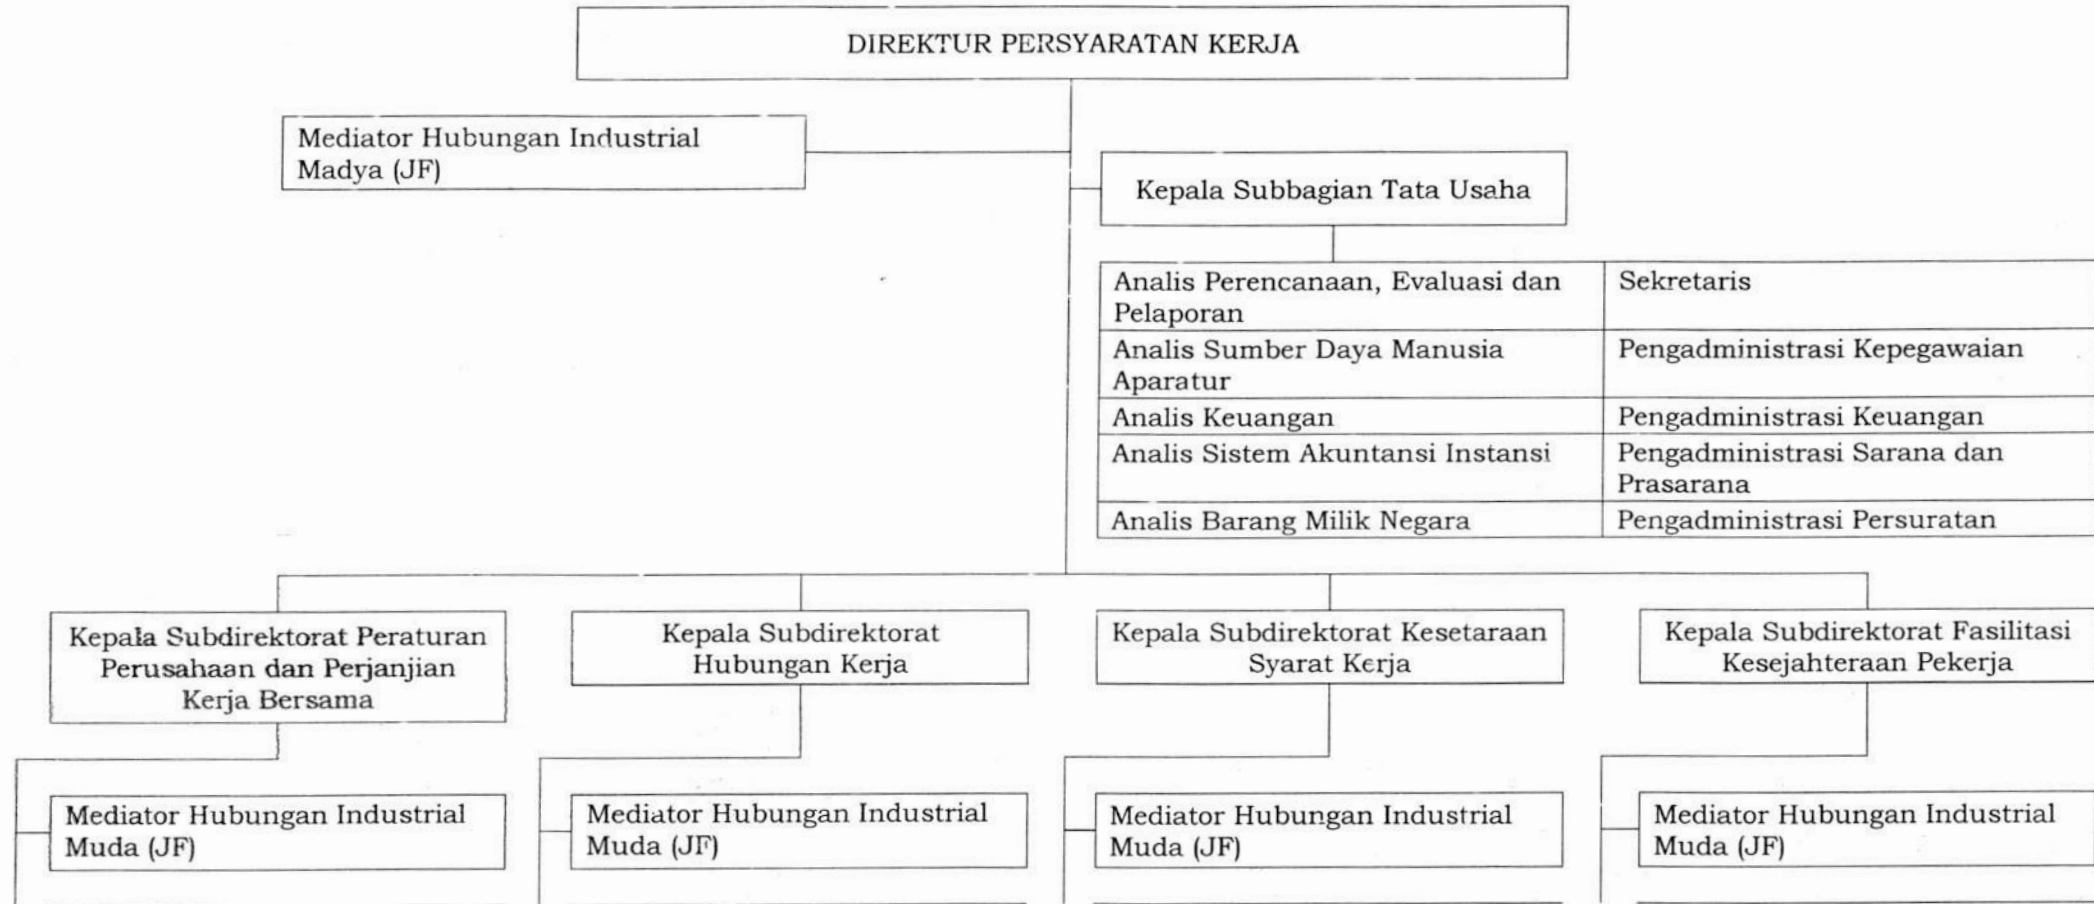 DIREKTUR PERSYARATAN KERJA
Mediator Hubungan Industrial
Madya (JF)
Kepala Subbagian Tata Usaha
Analis Perencanaan, Evaluasi dan
Pelaporan
Sekretaris
Analis Sumber Daya Manusia
Aparatur
Pengadministrasi Kepegawaian
Analis Keuangan
Pengadministrasi Keuangan
Analis Sistem Akuntansi Instansi
Pengadministrasi Sarana dan
Prasarana
Analis Barang Milik Negara
Pengadministrasi Persuratan
Kepala Subdirektorat Peraturan
Perusahaan dan Perjanjian
Kerja Bersama
Kepala Subdirektorat
Hubungan Kerja
Kepala Subdirektorat Kesetaraan
Syarat Kerja
Kepala Subdirektorat Fasilitasi
Kesejahteraan Pekerja
Mediator Hubungan Industrial
Muda (JF)
Mediator Hubungan Industrial
Muda (JF)
Mediator Hubungan Industrial
Muda (JF)
Mediator Hubungan Industrial
Muda (JF)